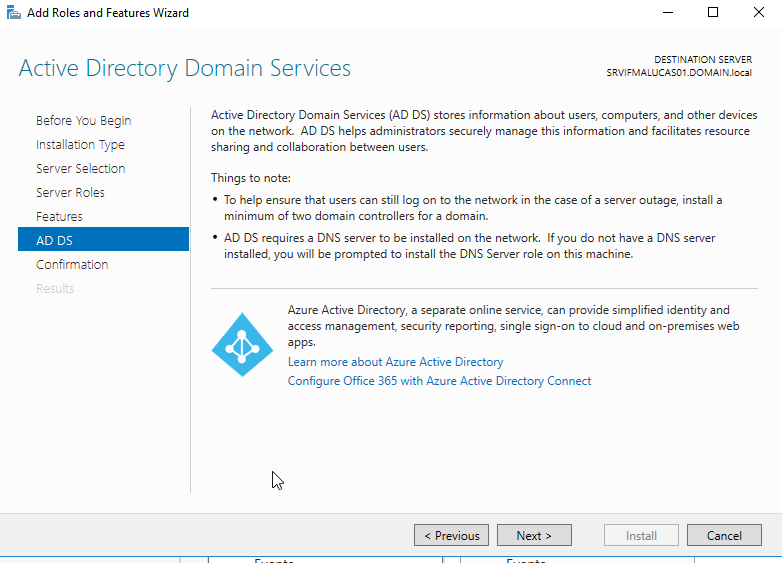 Add Roles and Features Wizard
Active Directory Domain Services
DESTINATION SERVER
SRVIFMALUCAS01.DOMAIN.local
Before You Begin
Installation Type
Server Selection
Server Roles
Features
AD DS
Confirmation
Results
Active Directory Domain Services (AD DS) stores information about users, computers, and other devices
on the network. AD DS helps administrators securely manage this information and facilitates resource
sharing and collaboration between users.
Things to note:
• To help ensure that users can still log on to the network in the case of a server outage, install a
minimum of two domain controllers for a domain.
• AD DS requires a DNS server to be installed on the network. If you do not have a DNS server
installed, you will be prompted to install the DNS Server role on this machine.
Azure Active Directory, a separate online service, can provide simplified identity and
access management, security reporting, single sign-on to cloud and on-premises web
apps.
Learn more about Azure Active Directory
Configure Office 365 with Azure Active Directory Connect
< Previous
Next >
Install
Cancel
Events
Events